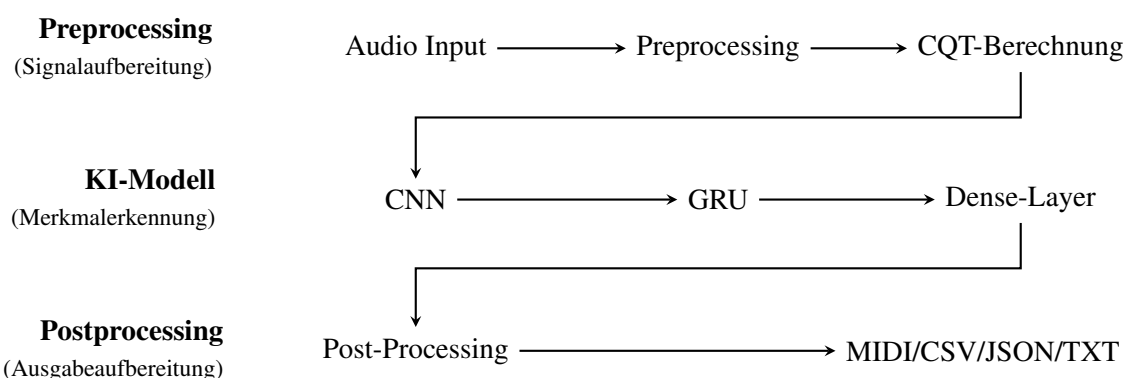 Preprocessing
(Signalaufbereitung)
Audio Input Preprocessing CQT-Berechnung
KI-Modell
(Merkmalerkennung)
CNN GRU Dense-Layer
Postprocessing
(Ausgabeaufbereitung)
Post-Processing MIDI/CSV/JSON/TXT